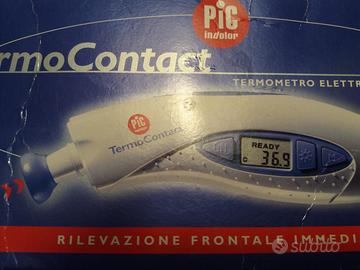 PiC
indolor
rmoContact
TERMOMETRO ELETTR
PiC
TermoContact
READY
36.9
RILEVAZIONE FRONTALE IMMEDI
subito